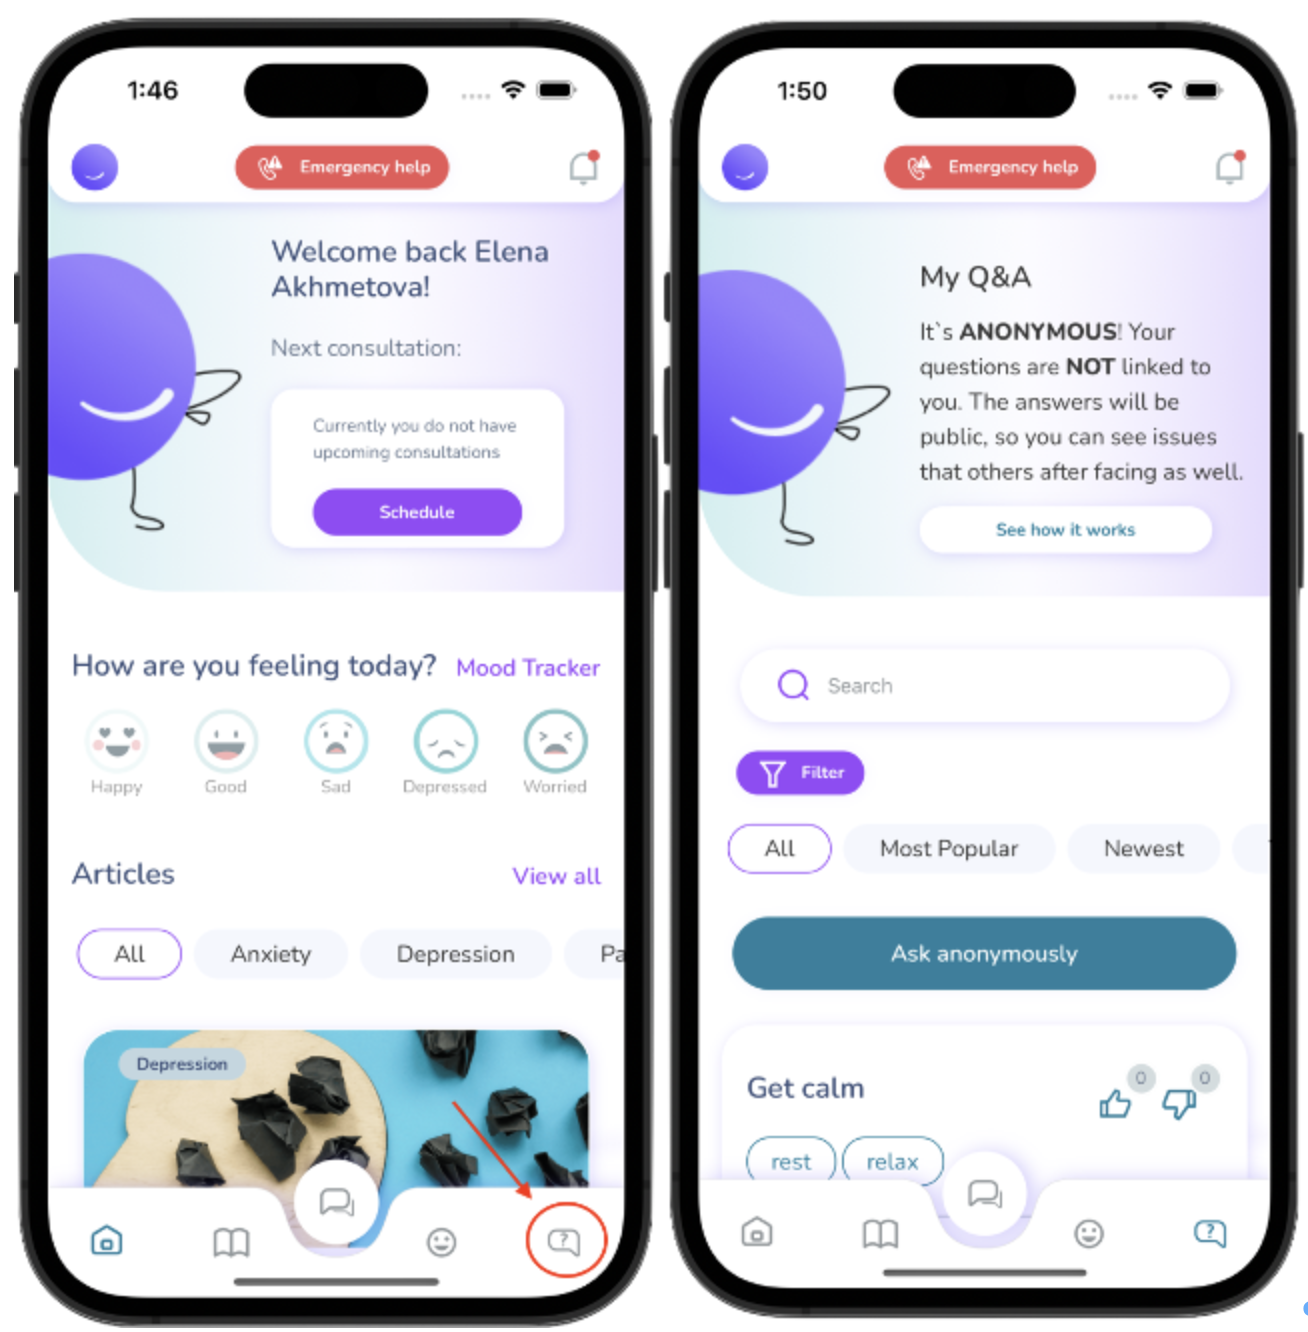 1:46
Emergency help
Welcome back Elena
Akhmetova!
Next consultation:
Currently you do not have
upcoming consultations
Schedule
How are you feeling today? Mood Tracker
Happy Good Sad Depressed Worried
Articles View all
All Anxiety Depression Pa
Depression
?
1:50
Emergency help
My Q&A
It`s ANONYMOUS! Your
questions are NOT linked to
you. The answers will be
public, so you can see issues
that others after facing as well.
See how it works
Search
Filter
All Most Popular Newest
Ask anonymously
Get calm 0 0
rest relax
?